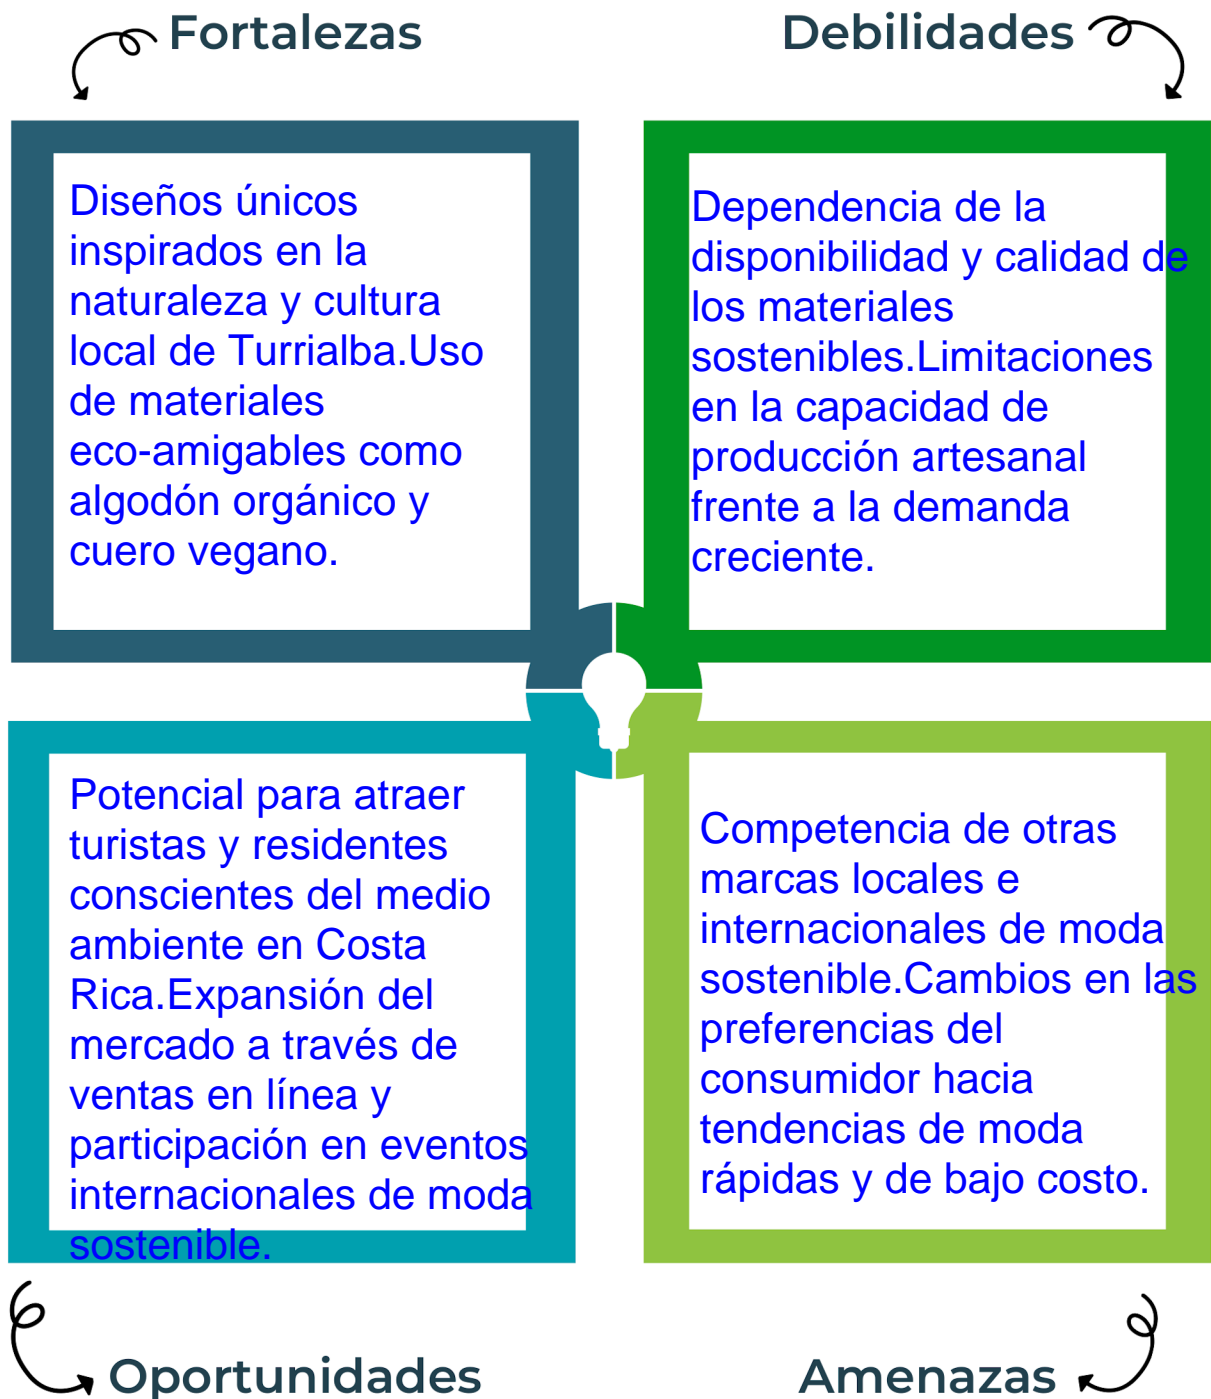 Fortalezas
Diseños únicos
inspirados en la
naturaleza y cultura
local de Turrialba.Uso
de materiales
eco-amigables como
algodón orgánico y
cuero vegano.
Debilidades
Dependencia de la
disponibilidad y calidad de
los materiales
sostenibles.Limitaciones
en la capacidad de
producción artesanal
frente a la demanda
creciente.
Potencial para atraer
turistas y residentes
conscientes del medio
ambiente en Costa
Rica.Expansión del
mercado a través de
ventas en línea y
participación en eventos
internacionales de moda
sostenible.
Oportunidades
Competencia de otras
marcas locales e
internacionales de moda
sostenible.Cambios en las
preferencias del
consumidor hacia
tendencias de moda
rápidas y de bajo costo.
Amenazas